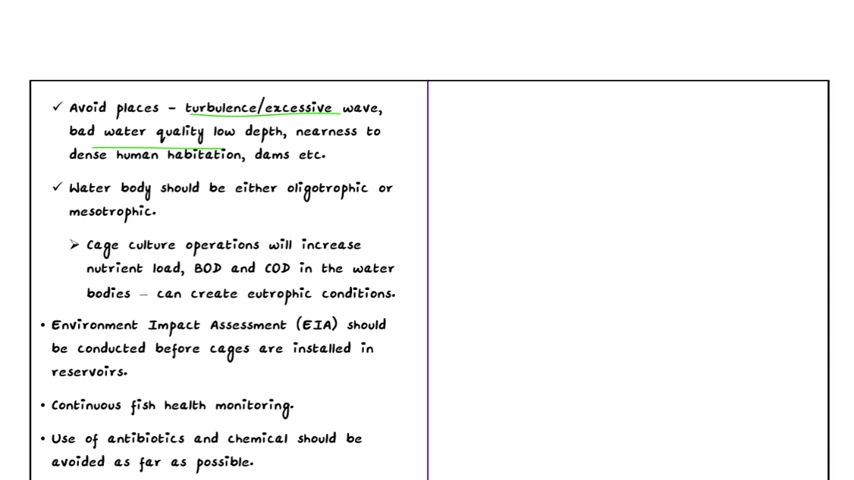 ✓ Avoid places - turbulence/excessive wave,
bad water quality low depth, nearness to
dense human habitation, dams etc.
✓ Water body should be either oligotrophic or
mesotrophic.
➢ Cage culture operations will increase
nutrient load, BOD and COD in the water
bodies – can create eutrophic conditions.
• Environment Impact Assessment (EIA) should
be conducted before cages are installed in
reservoirs.
• Continuous fish health monitoring.
• Use of antibiotics and chemical should be
avoided as far as possible.